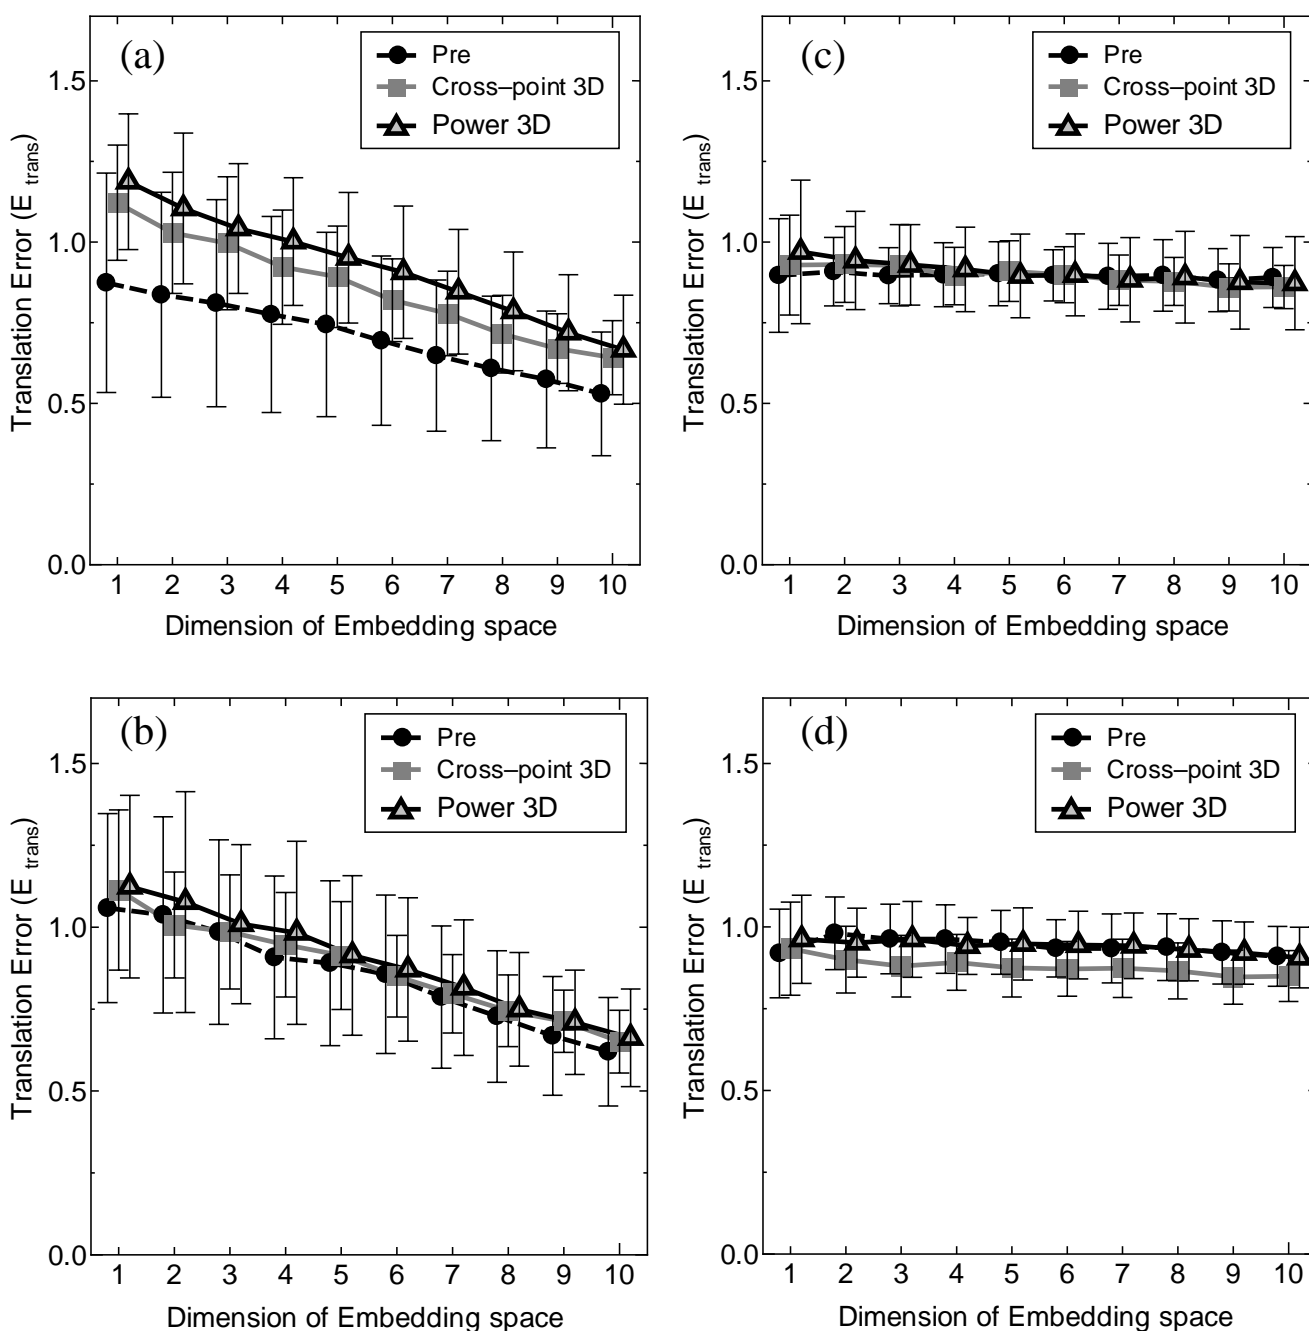 (a)
Pre
Cross–point 3D
Power 3D
1.5
1.0
0.5
0.0
Translation Error (E trans)
1 2 3 4 5 6 7 8 9 10
Dimension of Embedding space
(c)
Pre
Cross–point 3D
Power 3D
1.5
1.0
0.5
0.0
Translation Error (E trans)
1 2 3 4 5 6 7 8 9 10
Dimension of Embedding space
(b)
Pre
Cross–point 3D
Power 3D
1.5
1.0
0.5
0.0
Translation Error (E trans)
1 2 3 4 5 6 7 8 9 10
Dimension of Embedding space
(d)
Pre
Cross–point 3D
Power 3D
1.5
1.0
0.5
0.0
Translation Error (E trans)
1 2 3 4 5 6 7 8 9 10
Dimension of Embedding space